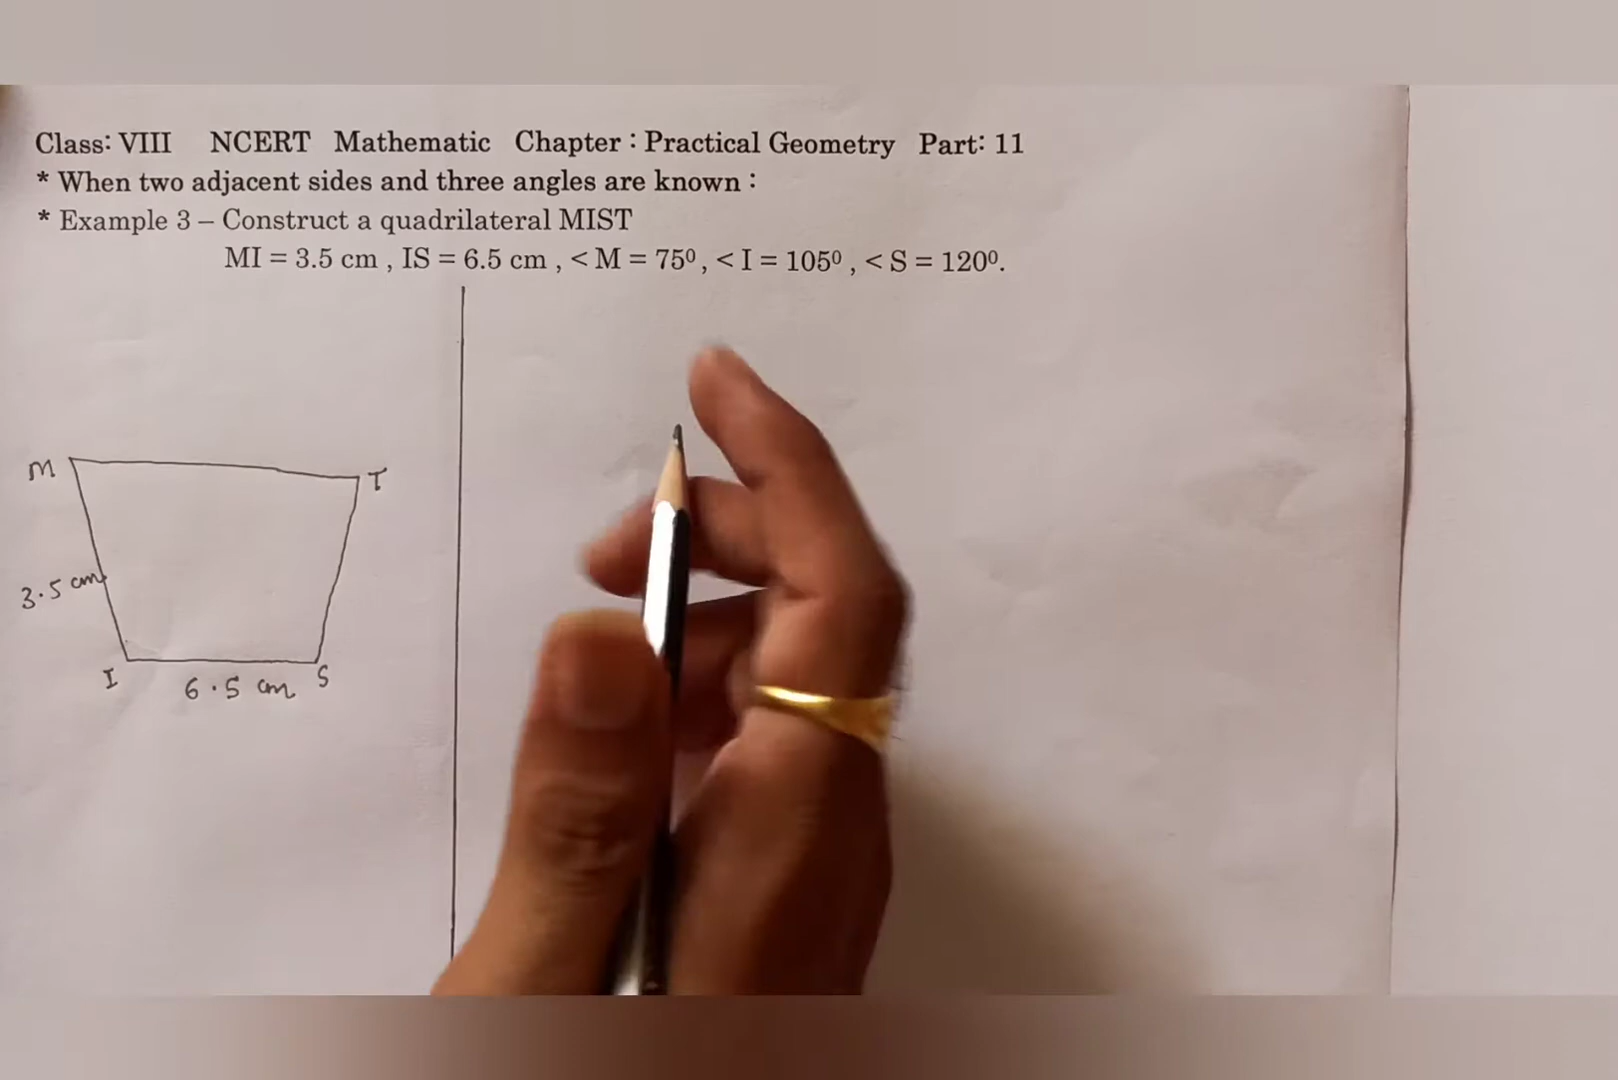 Class: VIII NCERT Mathematic Chapter : Practical Geometry Part: 11
* When two adjacent sides and three angles are known :
* Example 3 – Construct a quadrilateral MIST
MI = 3.5 cm , IS = 6.5 cm , < M = 75⁰ , < I = 105⁰ , < S = 120⁰.
M
T
3.5 cm
I
6.5 cm
S